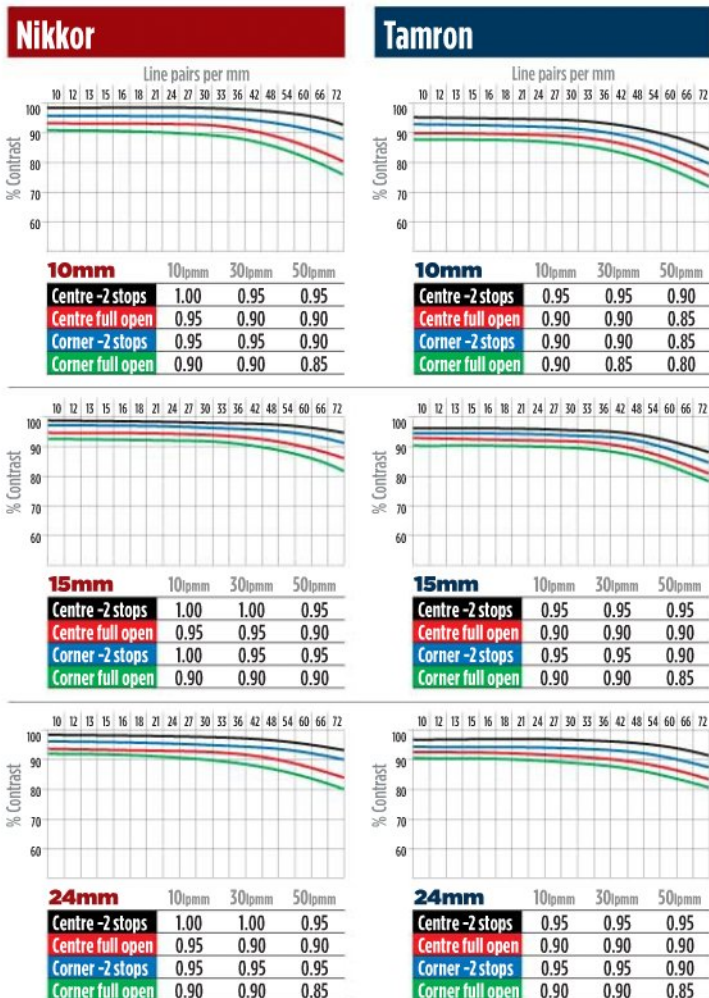 Nikkor
Line pairs per mm
10 12 13 15 16 18 21 24 27 30 33 36 42 48 54 60 66 72
100
90
80
70
60
% Contrast
10mm 10lpmm 30lpmm 50lpmm
Centre -2 stops 1.00 0.95 0.95
Centre full open 0.95 0.90 0.90
Corner -2 stops 0.95 0.95 0.90
Corner full open 0.90 0.90 0.85
10 12 13 15 16 18 21 24 27 30 33 36 42 48 54 60 66 72
100
90
80
70
60
% Contrast
15mm 10lpmm 30lpmm 50lpmm
Centre -2 stops 1.00 1.00 0.95
Centre full open 0.95 0.95 0.90
Corner -2 stops 1.00 0.95 0.95
Corner full open 0.90 0.90 0.90
10 12 13 15 16 18 21 24 27 30 33 36 42 48 54 60 66 72
100
90
80
70
60
% Contrast
24mm 10lpmm 30lpmm 50lpmm
Centre -2 stops 1.00 1.00 0.95
Centre full open 0.95 0.90 0.90
Corner -2 stops 0.95 0.95 0.95
Corner full open 0.90 0.90 0.85
Tamron
Line pairs per mm
10 12 13 15 16 18 21 24 27 30 33 36 42 48 54 60 66 72
100
90
80
70
60
% Contrast
10mm 10lpmm 30lpmm 50lpmm
Centre -2 stops 0.95 0.95 0.90
Centre full open 0.90 0.90 0.85
Corner -2 stops 0.90 0.90 0.85
Corner full open 0.90 0.85 0.80
10 12 13 15 16 18 21 24 27 30 33 36 42 48 54 60 66 72
100
90
80
70
60
% Contrast
15mm 10lpmm 30lpmm 50lpmm
Centre -2 stops 0.95 0.95 0.95
Centre full open 0.90 0.90 0.90
Corner -2 stops 0.95 0.95 0.90
Corner full open 0.90 0.90 0.85
10 12 13 15 16 18 21 24 27 30 33 36 42 48 54 60 66 72
100
90
80
70
60
% Contrast
24mm 10lpmm 30lpmm 50lpmm
Centre -2 stops 0.95 0.95 0.95
Centre full open 0.90 0.90 0.90
Corner -2 stops 0.95 0.95 0.90
Corner full open 0.90 0.90 0.85